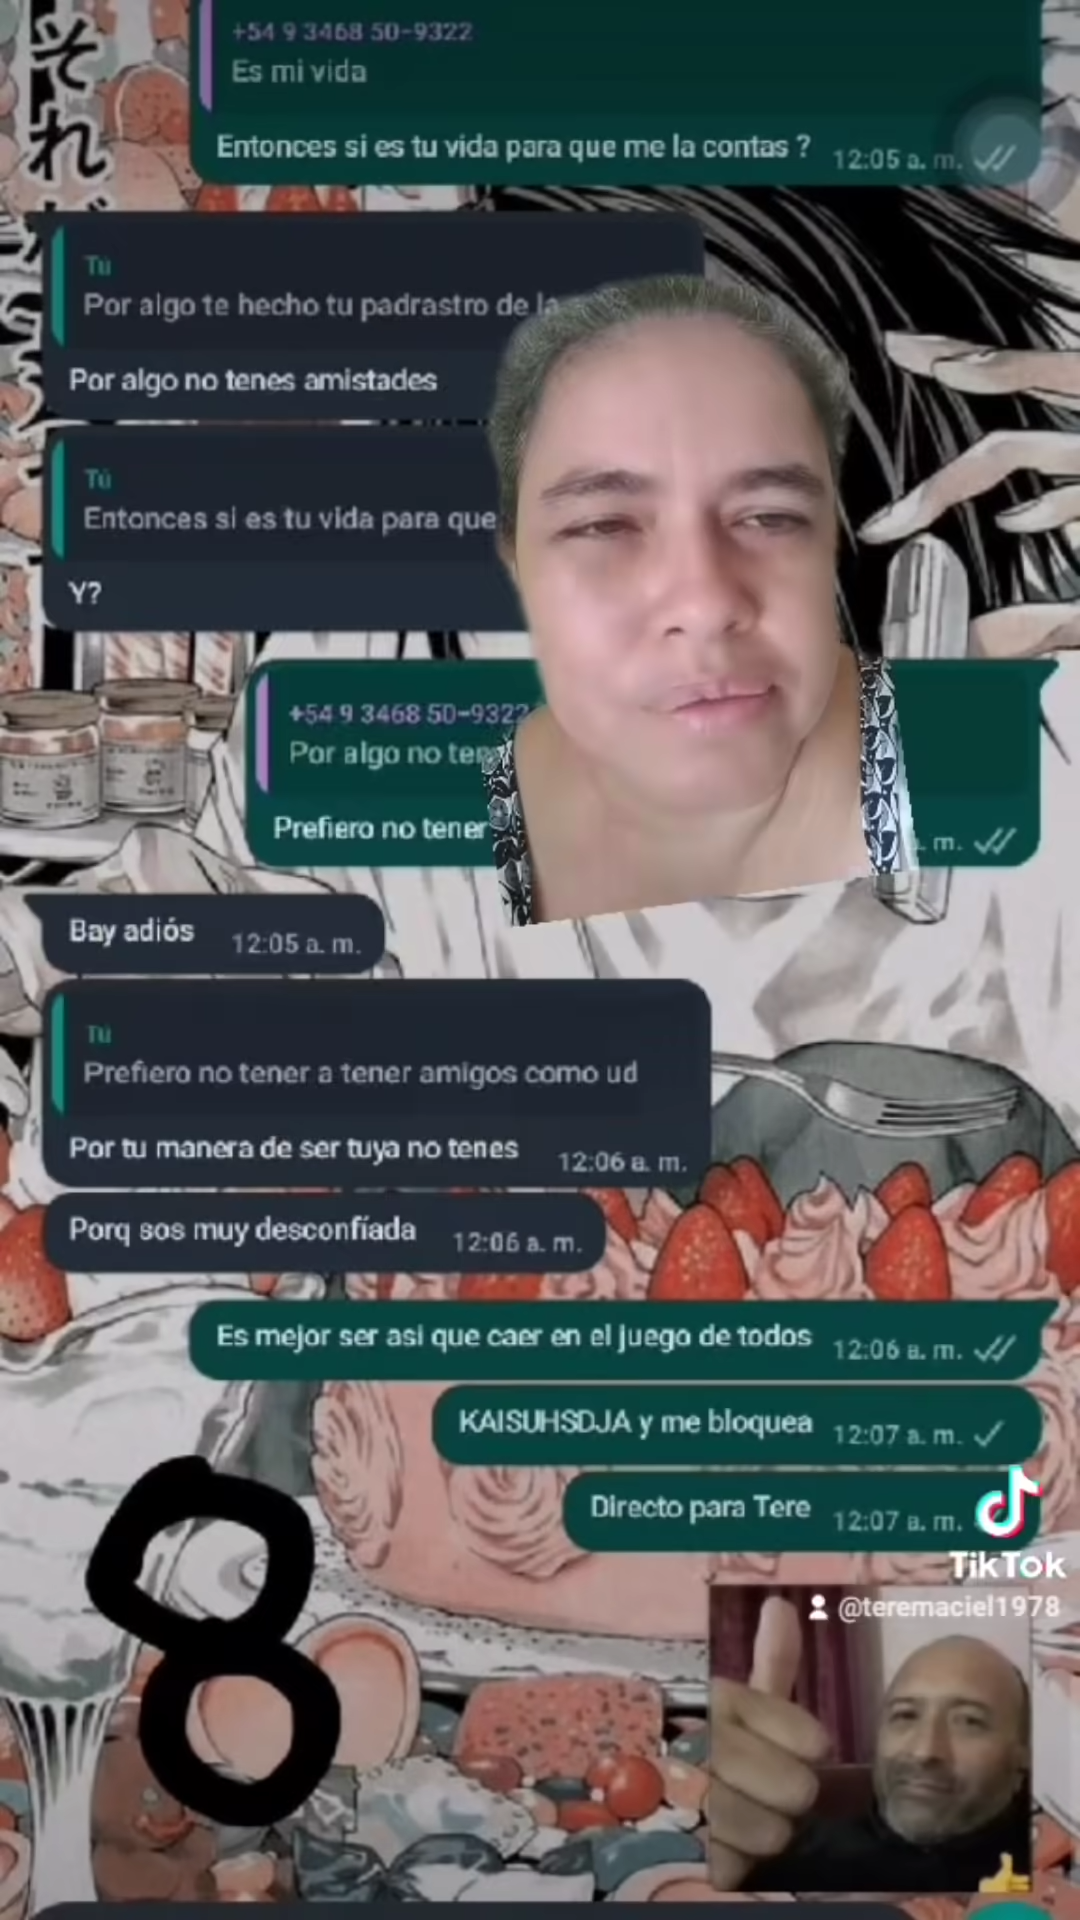 +54 9 3468 50-9322
Es mi vida
Entonces si es tu vida para que me la contas ?
12:05 a. m.
それが
Tú
Por algo te hecho tu padrastro de la
Por algo no tenes amistades
Tú
Entonces si es tu vida para que
Y?
+54 9 3468 50-9322
Por algo no
Prefiero no tener
. m.
Bay adiós
12:05 a. m.
Tú
Prefiero no tener a tener amigos como ud
Por tu manera de ser tuya no tenes
12:06 a. m.
Porq sos muy desconfíada
12:06 a. m.
Es mejor ser asi que caer en el juego de todos
12:06 a. m.
KAISUHSDJA y me bloquea
12:07 a. m.
Directo para Tere
12:07 a. m.
8
TikTok
@teremaciel1978